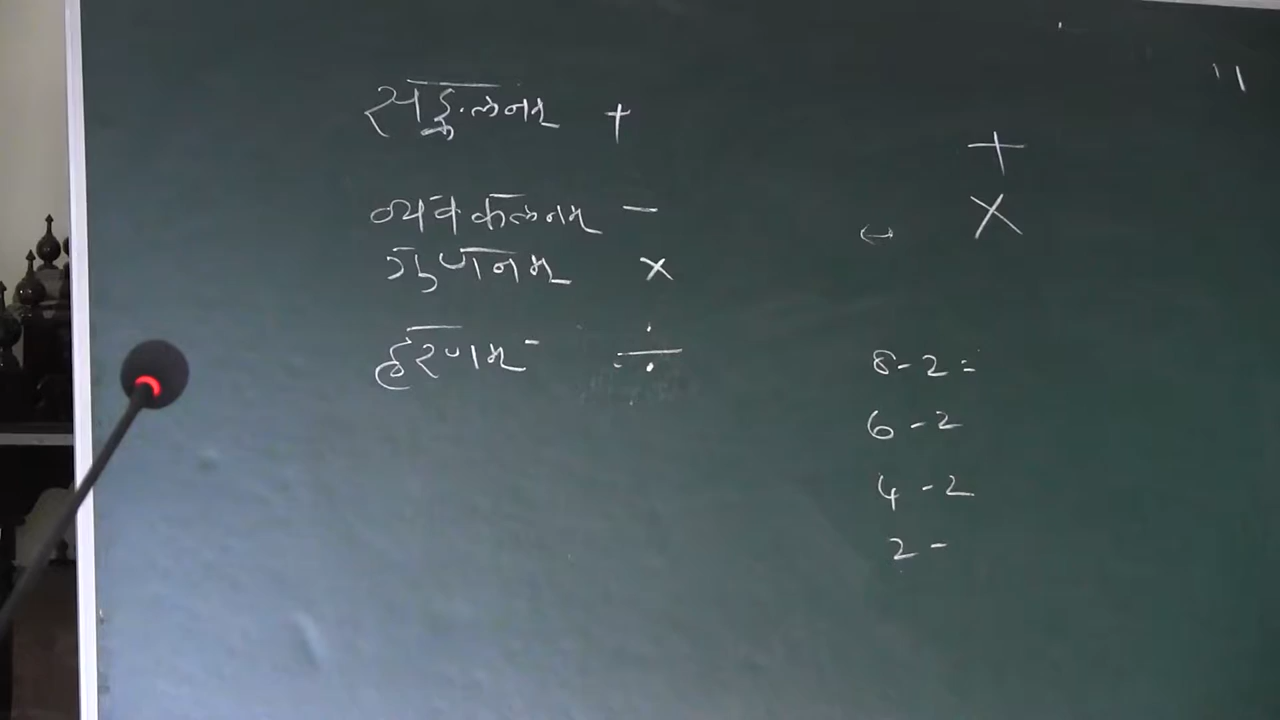 सङ्कलनम् +
व्यवकलनम् −
गुणनम् ×
हरणम् ÷
+
×
↔
8 - 2 =
6 - 2
4 - 2
2 -